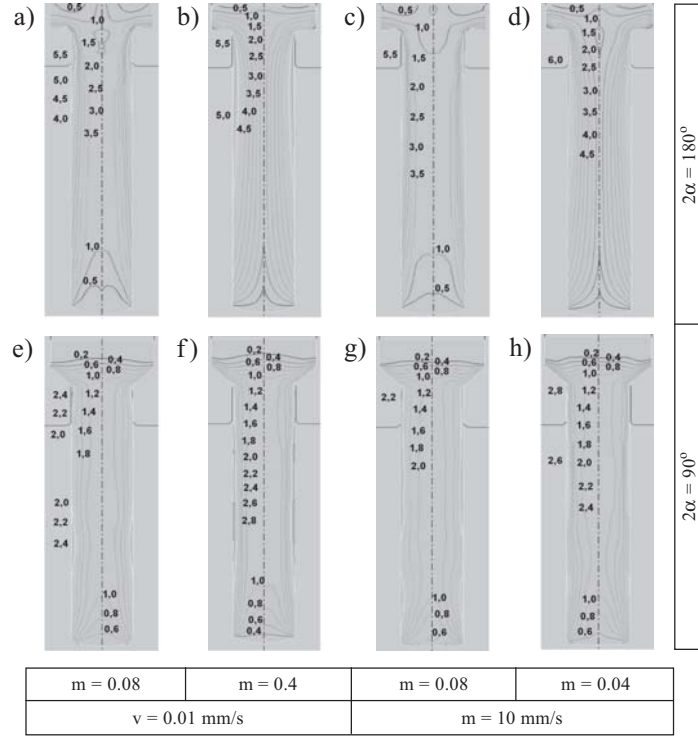 a) b) c) d)
0,5 1,0 1,5 2,0 2,5 3,0 3,5 5,5 5,0 4,5 4,0 1,0 0,5
1,0 1,5 2,0 2,5 3,0 3,5 4,0 4,5 5,5 5,0
0,5 1,0 1,5 2,0 2,5 3,0 3,5 5,5 1,0 0,5
1,0 1,5 2,0 2,5 3,0 3,5 4,0 4,5 6,0
2α = 180°
e) f) g) h)
0,2 0,4 0,6 0,8 1,0 1,2 1,4 1,6 1,8 2,4 2,2 2,0 2,0 2,2 2,4 1,0 0,8 0,6
0,2 0,4 0,6 0,8 1,0 1,2 1,4 1,6 1,8 2,0 2,2 2,4 2,6 2,8 1,0 0,8 0,6 0,4
0,2 0,4 0,6 0,8 1,0 1,2 1,4 1,6 1,8 2,0 2,2 1,0 0,8 0,6
0,2 0,4 0,6 0,8 1,0 1,2 1,4 1,6 1,8 2,0 2,2 2,4 2,8 2,6 1,0 0,8 0,6
2α = 90°
m = 0.08 m = 0.4 m = 0.08 m = 0.04
v = 0.01 mm/s m = 10 mm/s